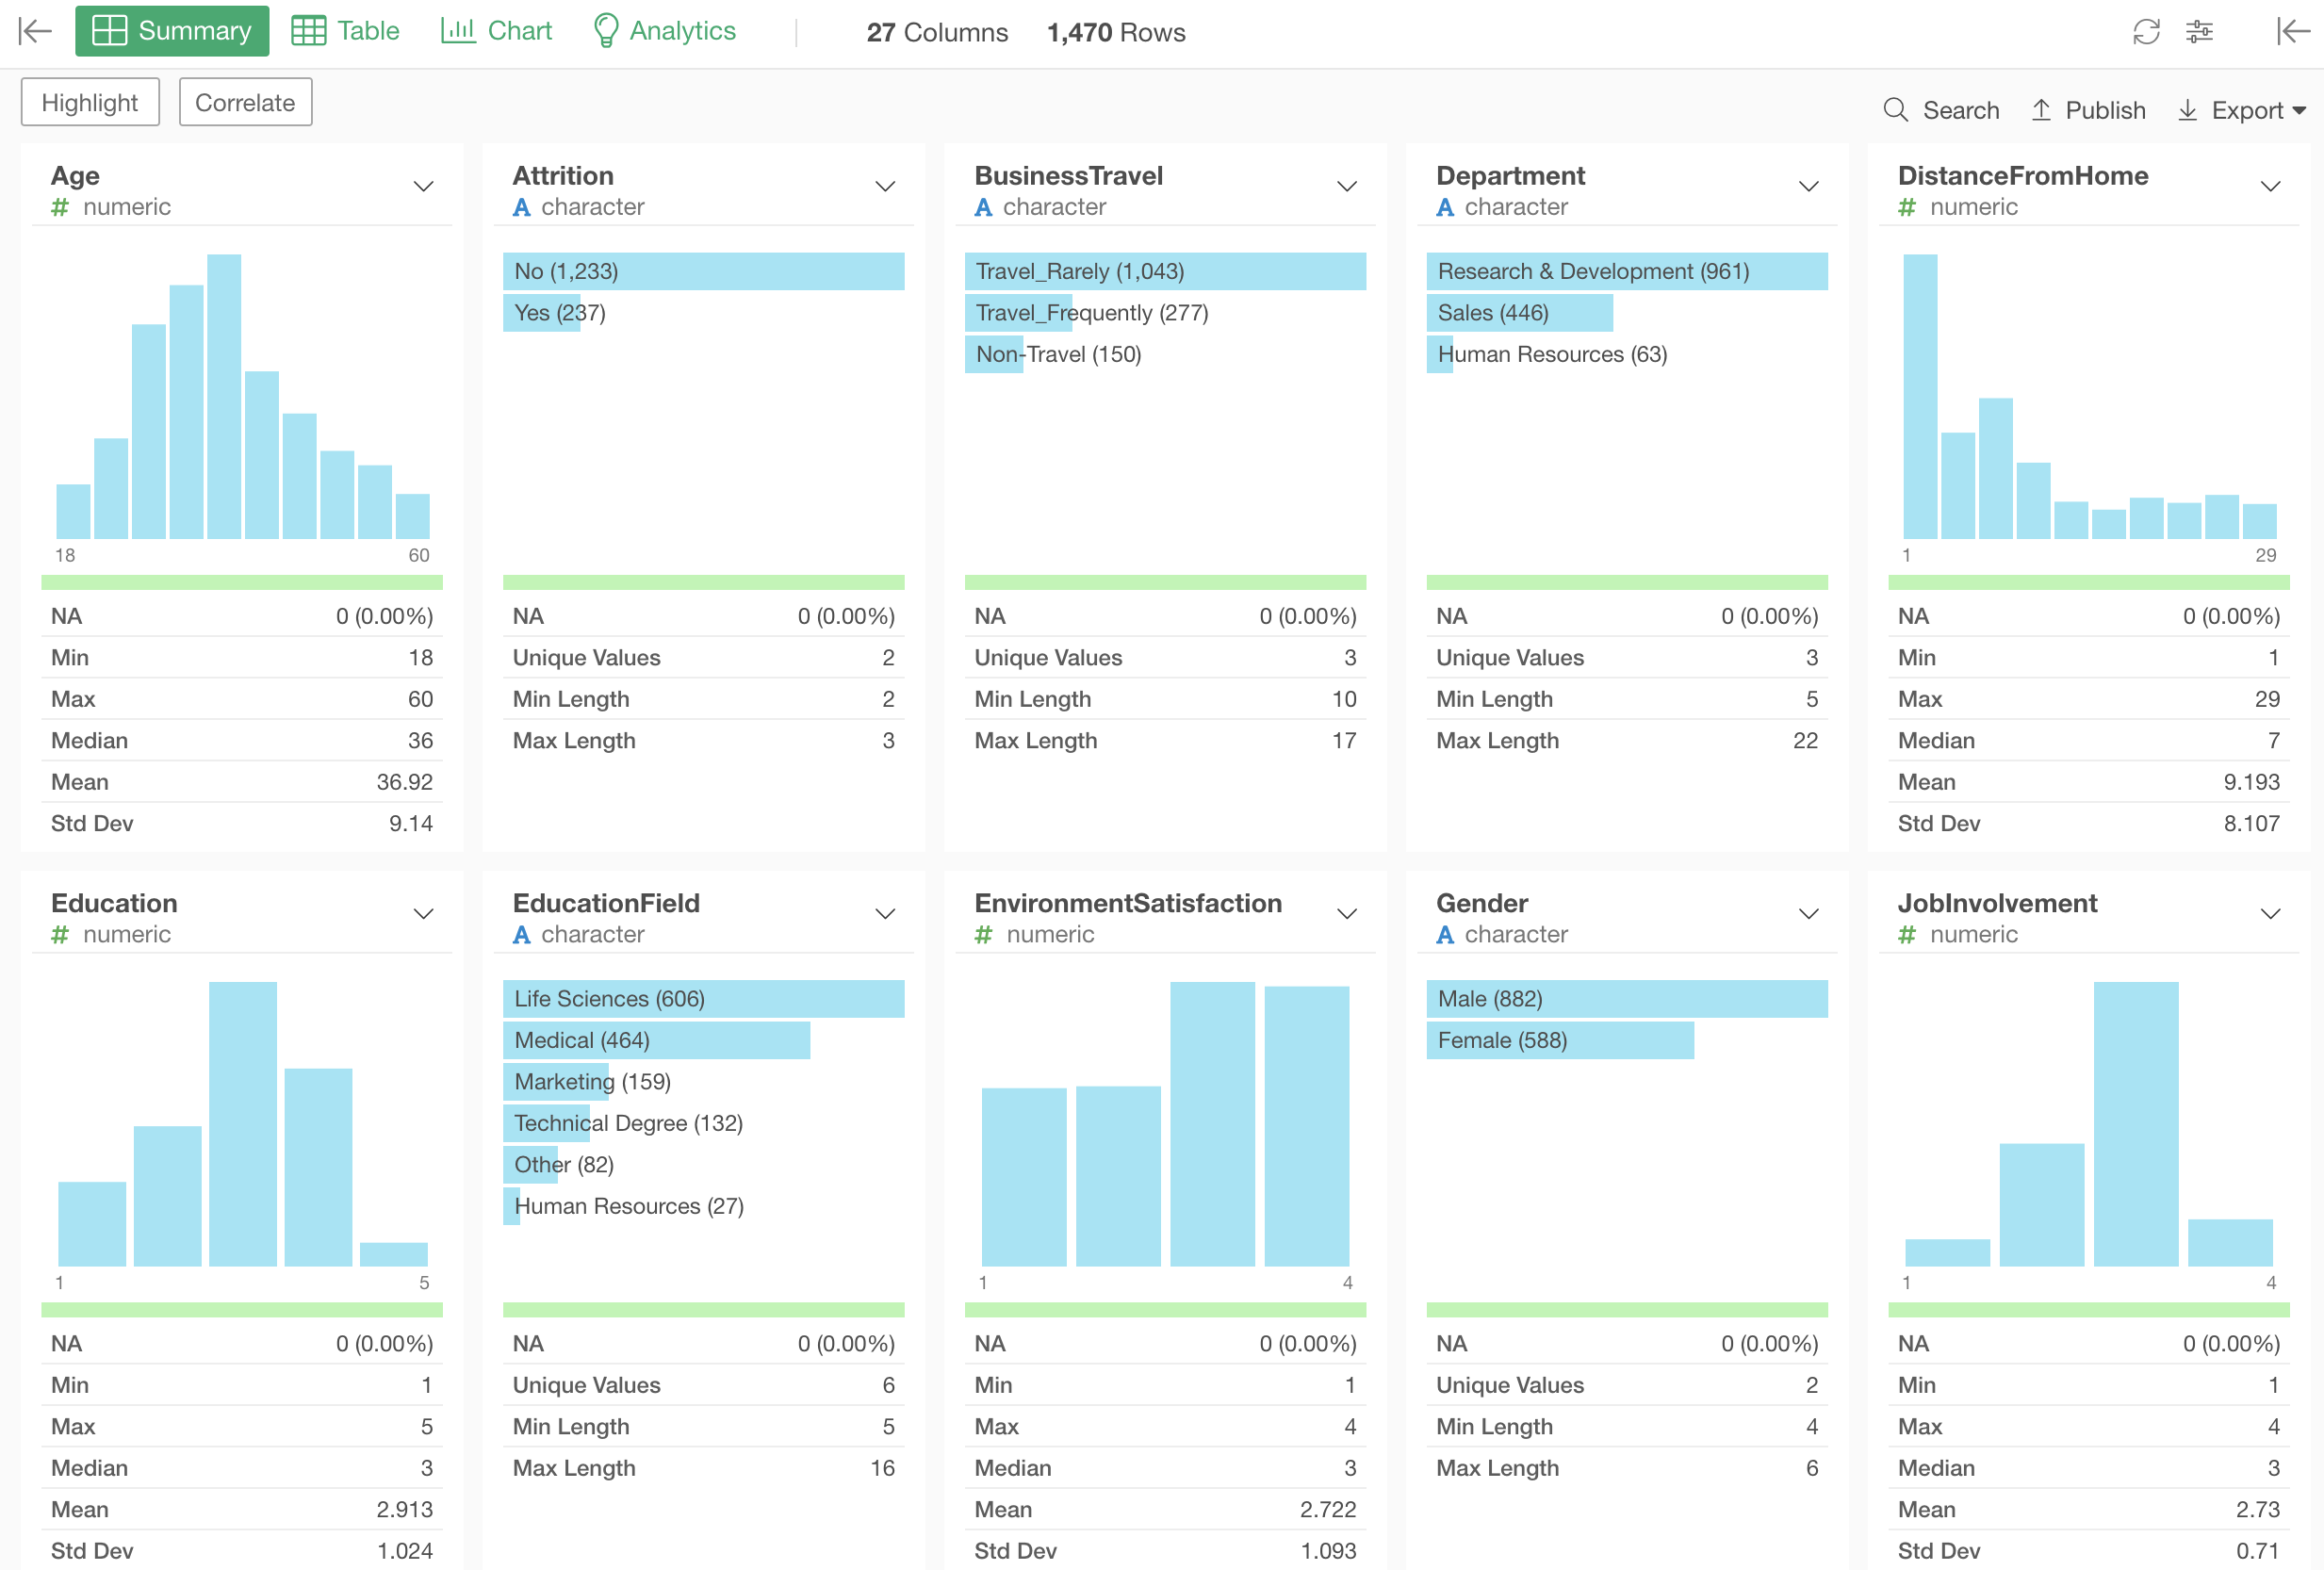 Summary Table Chart Analytics 27 Columns 1,470 Rows
Highlight Correlate Search Publish Export
Age
# numeric
18 60
NA 0 (0.00%)
Min 18
Max 60
Median 36
Mean 36.92
Std Dev 9.14
Attrition
A character
No (1,233)
Yes (237)
NA 0 (0.00%)
Unique Values 2
Min Length 2
Max Length 3
BusinessTravel
A character
Travel_Rarely (1,043)
Travel_Frequently (277)
Non-Travel (150)
NA 0 (0.00%)
Unique Values 3
Min Length 10
Max Length 17
Department
A character
Research & Development (961)
Sales (446)
Human Resources (63)
NA 0 (0.00%)
Unique Values 3
Min Length 5
Max Length 22
DistanceFromHome
# numeric
1 29
NA 0 (0.00%)
Min 1
Max 29
Median 7
Mean 9.193
Std Dev 8.107
Education
# numeric
1 5
NA 0 (0.00%)
Min 1
Max 5
Median 3
Mean 2.913
Std Dev 1.024
EducationField
A character
Life Sciences (606)
Medical (464)
Marketing (159)
Technical Degree (132)
Other (82)
Human Resources (27)
NA 0 (0.00%)
Unique Values 6
Min Length 5
Max Length 16
EnvironmentSatisfaction
# numeric
1 4
NA 0 (0.00%)
Min 1
Max 4
Median 3
Mean 2.722
Std Dev 1.093
Gender
A character
Male (882)
Female (588)
NA 0 (0.00%)
Unique Values 2
Min Length 4
Max Length 6
JobInvolvement
# numeric
1 4
NA 0 (0.00%)
Min 1
Max 4
Median 3
Mean 2.73
Std Dev 0.71